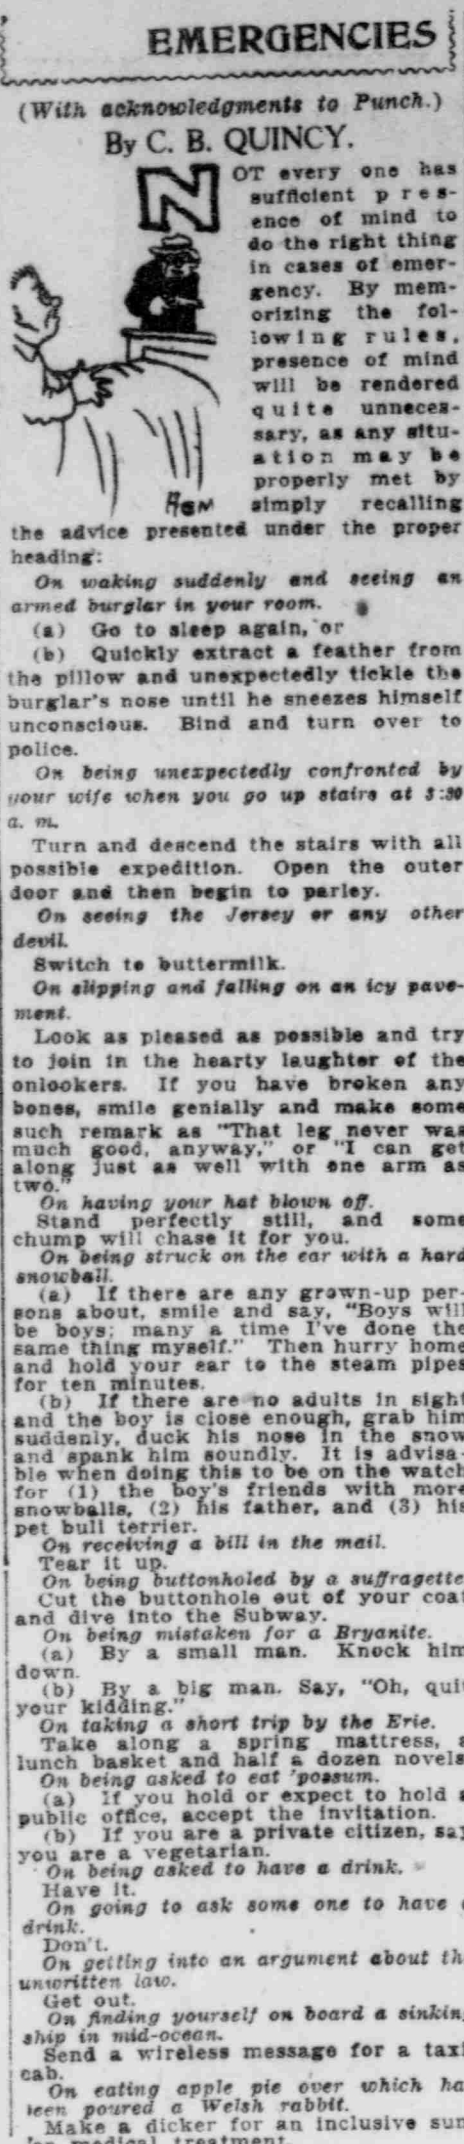 EMERGENCIES
(With acknowledgments to Punch.)
By C. B. QUINCY.
NOT every one has
sufficient pres-
ence of mind to
do the right thing
in cases of emer-
gency. By mem-
orizing the fol-
lowing rules,
presence of mind
will be rendered
quite unneces-
sary, as any situ-
ation may be
properly met by
simply recalling
the advice presented under the proper
heading:
On waking suddenly and seeing an
armed burglar in your room.
(a) Go to sleep again, or
(b) Quickly extract a feather from
the pillow and unexpectedly tickle the
burglar's nose until he sneezes himself
unconscious. Bind and turn over to
police.
On being unexpectedly confronted by
your wife when you go up stairs at 3:30
a. m.
Turn and descend the stairs with all
possible expedition. Open the outer
door and then begin to parley.
On seeing the Jersey or any other
devil.
Switch to buttermilk.
On slipping and falling on an icy pave-
ment.
Look as pleased as possible and try
to join in the hearty laughter of the
onlookers. If you have broken any
bones, smile genially and make some
such remark as "That leg never was
much good, anyway," or "I can get
along just as well with one arm as
two."
On having your hat blown off.
Stand perfectly still, and some
chump will chase it for you.
On being struck on the ear with a hard
snowball.
(a) If there are any grown-up per-
sons about, smile and say, "Boys will
be boys; many a time I've done the
same thing myself." Then hurry home
and hold your ear to the steam pipes
for ten minutes.
(b) If there are no adults in sight
and the boy is close enough, grab him
suddenly, duck his nose in the snow
and spank him soundly. It is advisa-
ble when doing this to be on the watch
for (1) the boy's friends with more
snowballs, (2) his father, and (3) his
pet bull terrier.
On receiving a bill in the mail.
Tear it up.
On being buttonholed by a suffragette
Cut the buttonhole out of your coat
and dive into the Subway.
On being mistaken for a Bryanite.
(a) By a small man. Knock him
down.
(b) By a big man. Say, "Oh, quit
your kidding."
On taking a short trip by the Erie.
Take along a spring mattress, a
lunch basket and half a dozen novels
On being asked to eat 'possum.
(a) If you hold or expect to hold a
public office, accept the invitation.
(b) If you are a private citizen, say
you are a vegetarian.
On being asked to have a drink.
Have it.
On going to ask some one to have a
drink.
Don't.
On getting into an argument about th
unwritten law.
Get out.
On finding yourself on board a sinkin
ship in mid-ocean.
Send a wireless message for a taxi
cab.
On eating apple pie over which ha
been poured a Welsh rabbit.
Make a dicker for an inclusive sum
medical treatment.